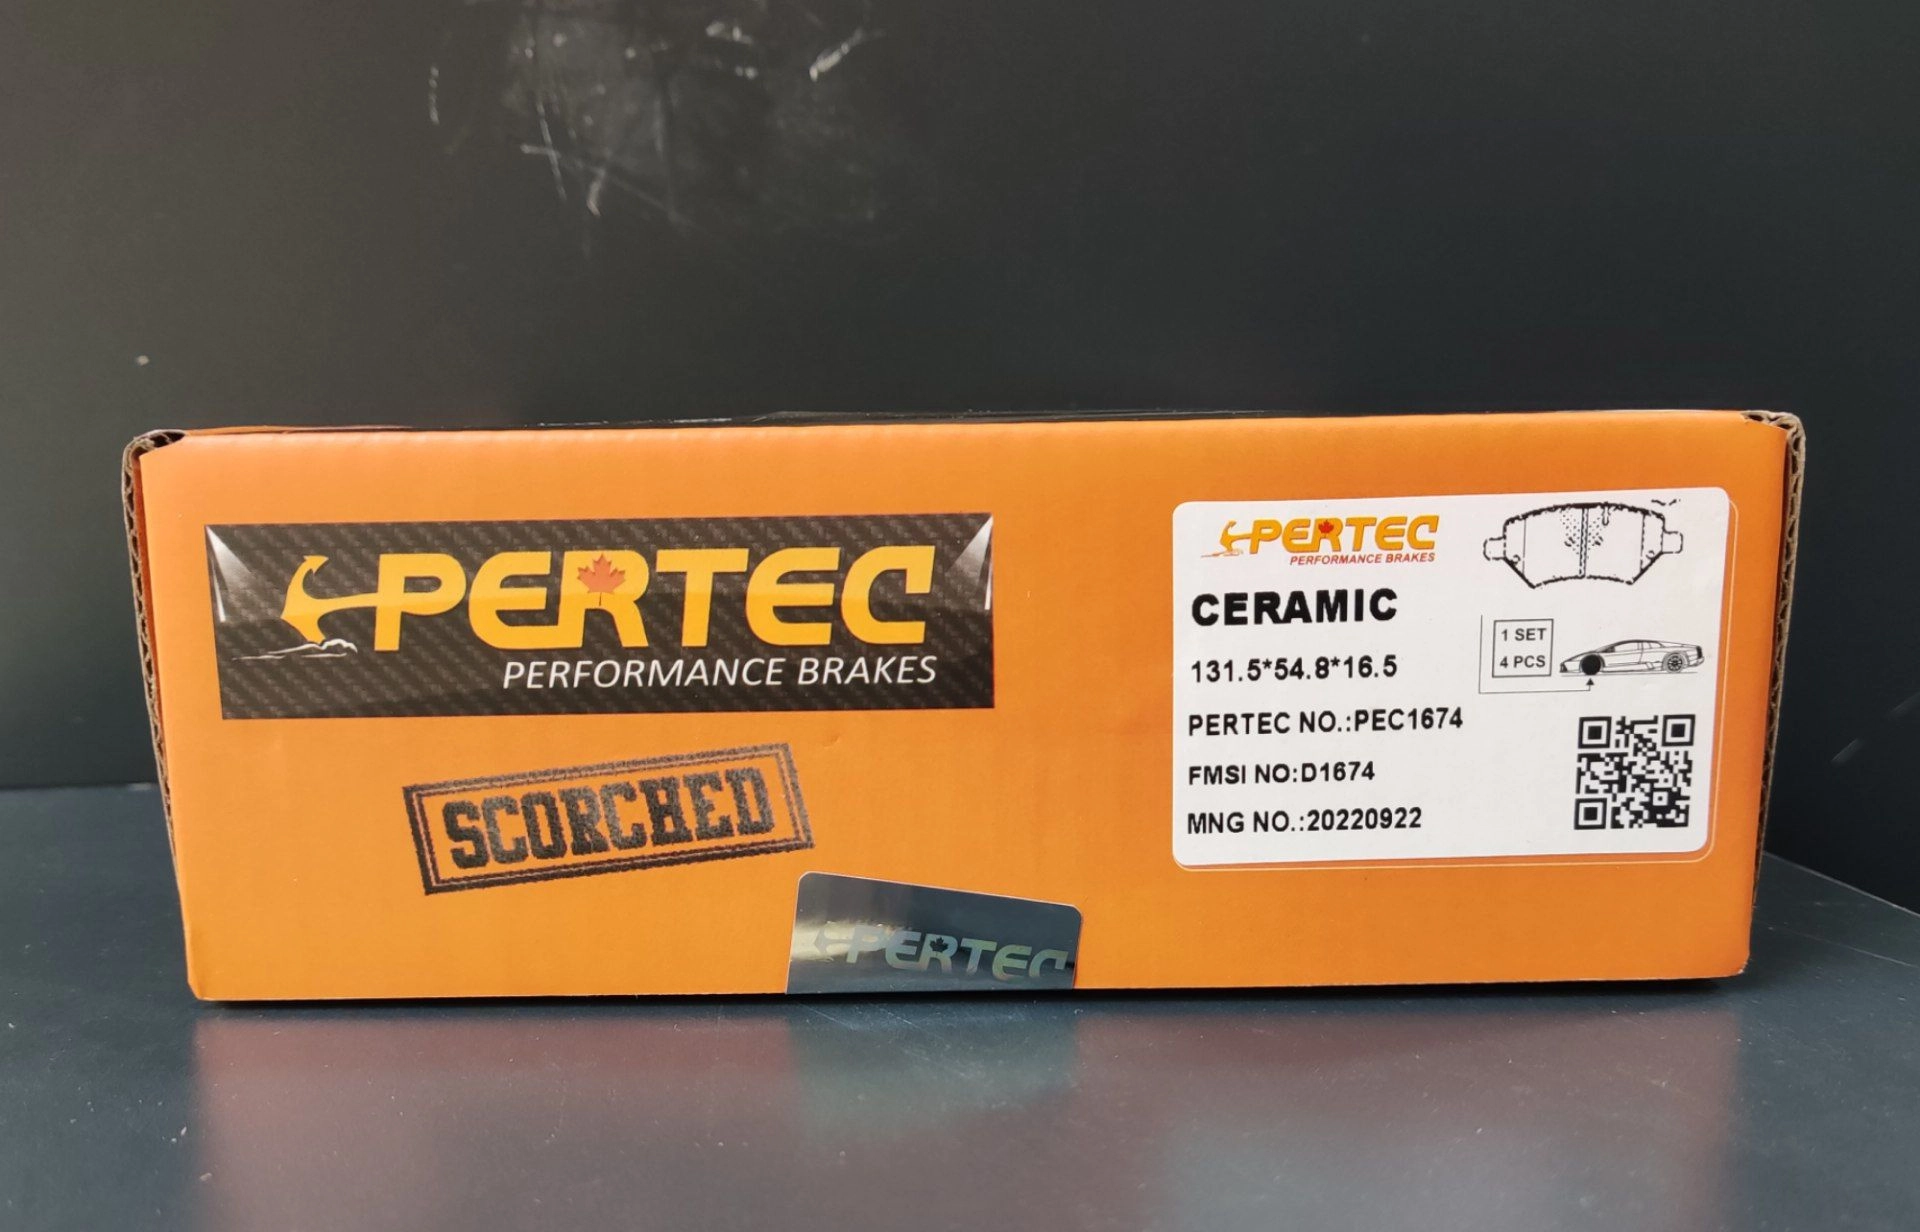 PERTEC
PERFORMANCE BRAKES
SCORCHED
PERTEC
PERTEC
PERFORMANCE BRAKES
CERAMIC
131.5*54.8*16.5
PERTEC NO.:PEC1674
FMSI NO:D1674
MNG NO.:20220922
1 SET
4 PCS